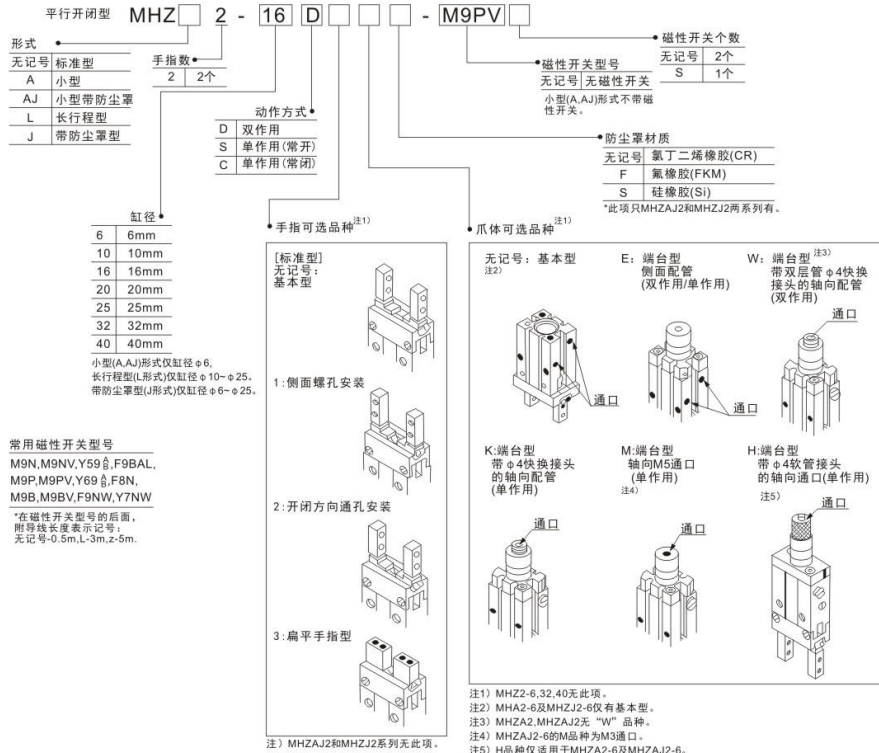 平行开闭型 MHZ□ 2 - 16 D □ □ □ - M9PV □
形式
无记号 标准型
A 小型
AJ 小型带防尘罩
L 长行程型
J 带防尘罩型
手指数
2 2个
动作方式
D 双作用
S 单作用(常开)
C 单作用(常闭)
磁性开关型号
无记号 无磁性开关
小型(A,AJ)形式不带磁
性开关。
磁性开关个数
无记号 2个
S 1个
防尘罩材质
无记号 氯丁二烯橡胶(CR)
F 氟橡胶(FKM)
S 硅橡胶(Si)
*此项只MHZAJ2和MHZJ2两系列有。
缸径
6 6mm
10 10mm
16 16mm
20 20mm
25 25mm
32 32mm
40 40mm
小型(A,AJ)形式仅缸径φ6,
长行程型(L形式)仅缸径φ10~φ25。
带防尘罩型(J形式)仅缸径φ6~φ25。
常用磁性开关型号
M9N,M9NV,Y59 A/B,F9BAL,
M9P,M9PV,Y69 A/B,F8N,
M9B,M9BV,F9NW,Y7NW
*在磁性开关型号的后面，
附导线长度表示记号：
无记号-0.5m,L-3m,z-5m.
手指可选品种注1)
[标准型]
无记号：
基本型
1:侧面螺孔安装
2:开闭方向通孔安装
3:扁平手指型
注）MHZAJ2和MHZJ2系列无此项。
爪体可选品种注1)
无记号：基本型
注2)
通口
E：端台型
侧面配管
(双作用/单作用)
通口
W：端台型注3)
带双层管φ4快换
接头的轴向配管
(双作用)
通口
K:端台型
带φ4快换接头
的轴向配管
(单作用)
通口
M:端台型
轴向M5通口
(单作用)
注4)
通口
H:端台型
带φ4软管接头
的轴向通口(单作用)
注5)
通口
注1）MHZ2-6,32,40无此项。
注2）MHA2-6及MHZJ2-6仅有基本型。
注3）MHZA2,MHZAJ2无“W”品种。
注4）MHZAJ2-6的M品种为M3通口。
注5）H品种仅适用于MHZA2-6及MHZAJ2-6。